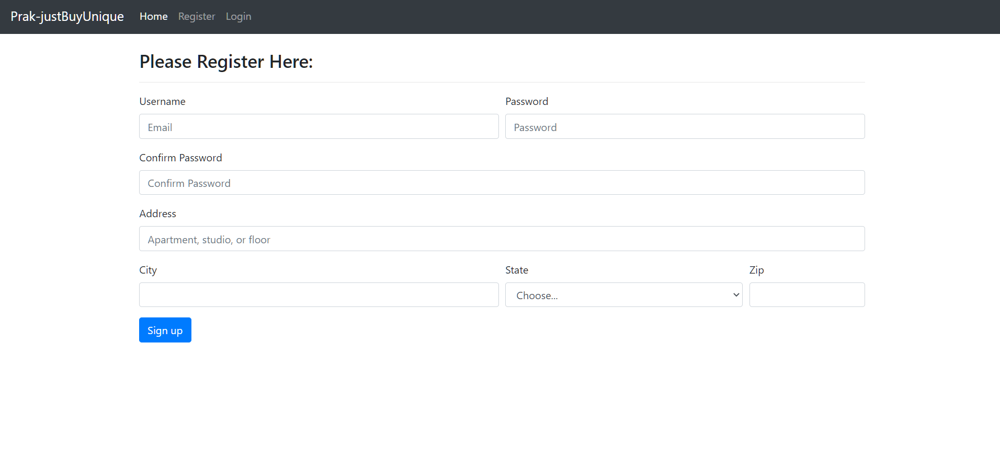 Prak-justBuyUnique Home Register Login
Please Register Here:
Username Password
Email Password
Confirm Password
Confirm Password
Address
Apartment, studio, or floor
City State Zip
Choose...
Sign up